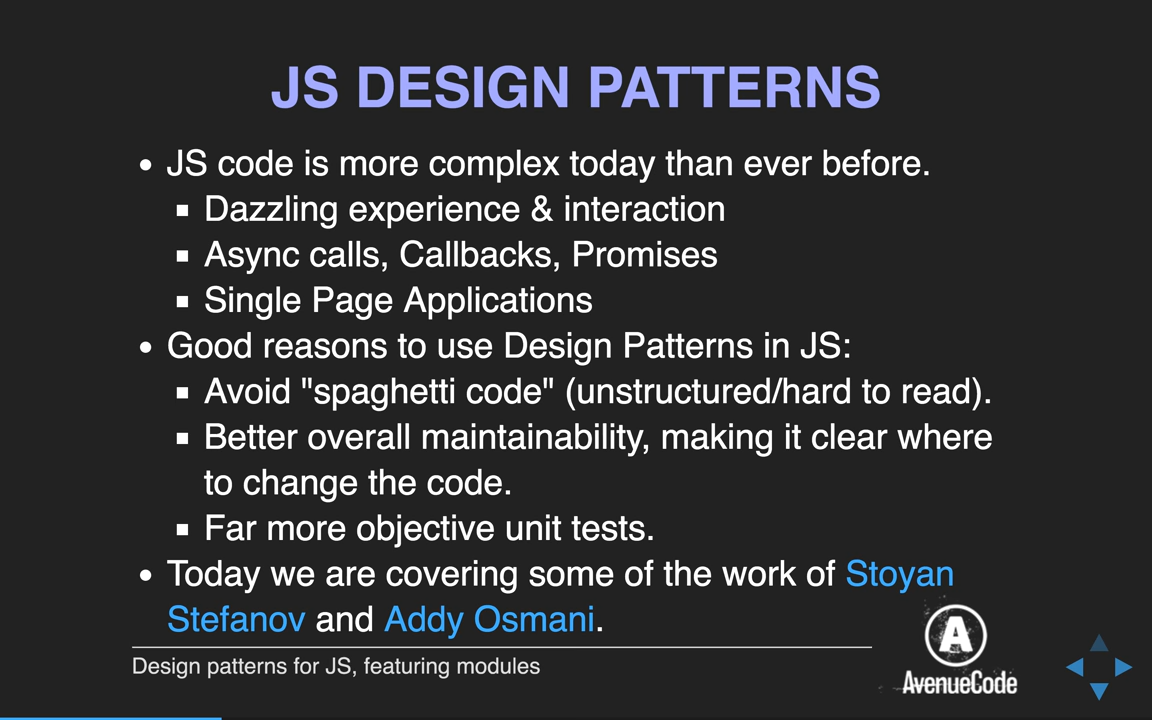 JS DESIGN PATTERNS
• JS code is more complex today than ever before.
▪ Dazzling experience & interaction
▪ Async calls, Callbacks, Promises
▪ Single Page Applications
• Good reasons to use Design Patterns in JS:
▪ Avoid "spaghetti code" (unstructured/hard to read).
▪ Better overall maintainability, making it clear where
to change the code.
▪ Far more objective unit tests.
• Today we are covering some of the work of Stoyan
Stefanov and Addy Osmani.
Design patterns for JS, featuring modules
A
AvenueCode